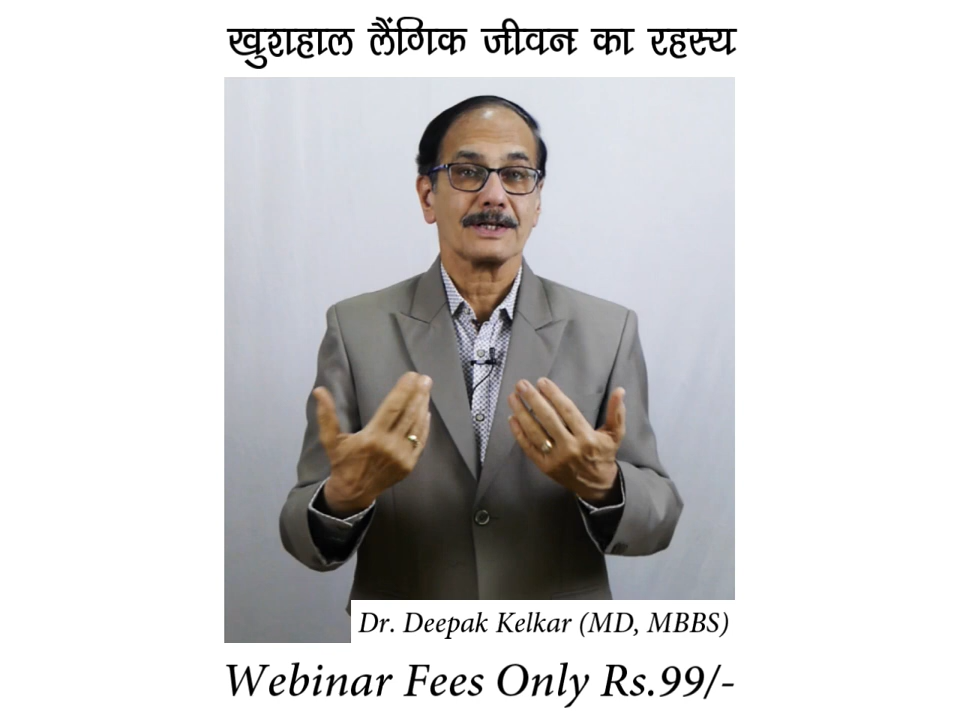 खुशहाल लैंगिक जीवन का रहस्य
Dr. Deepak Kelkar (MD, MBBS)
Webinar Fees Only Rs.99/-